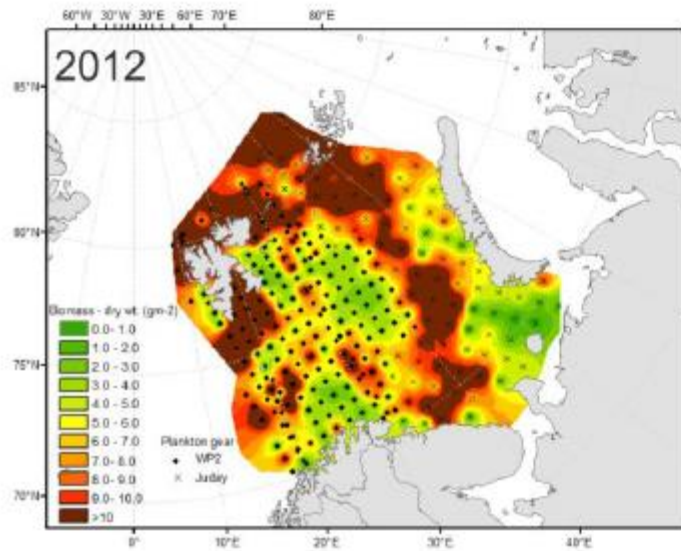 60°W 30°W 30°E 60°E 70°E 80°E
2012
85°N
80°N
75°N
70°N
Biomass - dry wt. (gm-2)
0.0 - 1.0
1.0 - 2.0
2.0 - 3.0
3.0 - 4.0
4.0 - 5.0
5.0 - 6.0
6.0 - 7.0
7.0 - 8.0
8.0 - 9.0
9.0 - 10.0
>10
Plankton gear
WP2
Juday
0° 10°E 20°E 30°E 40°E